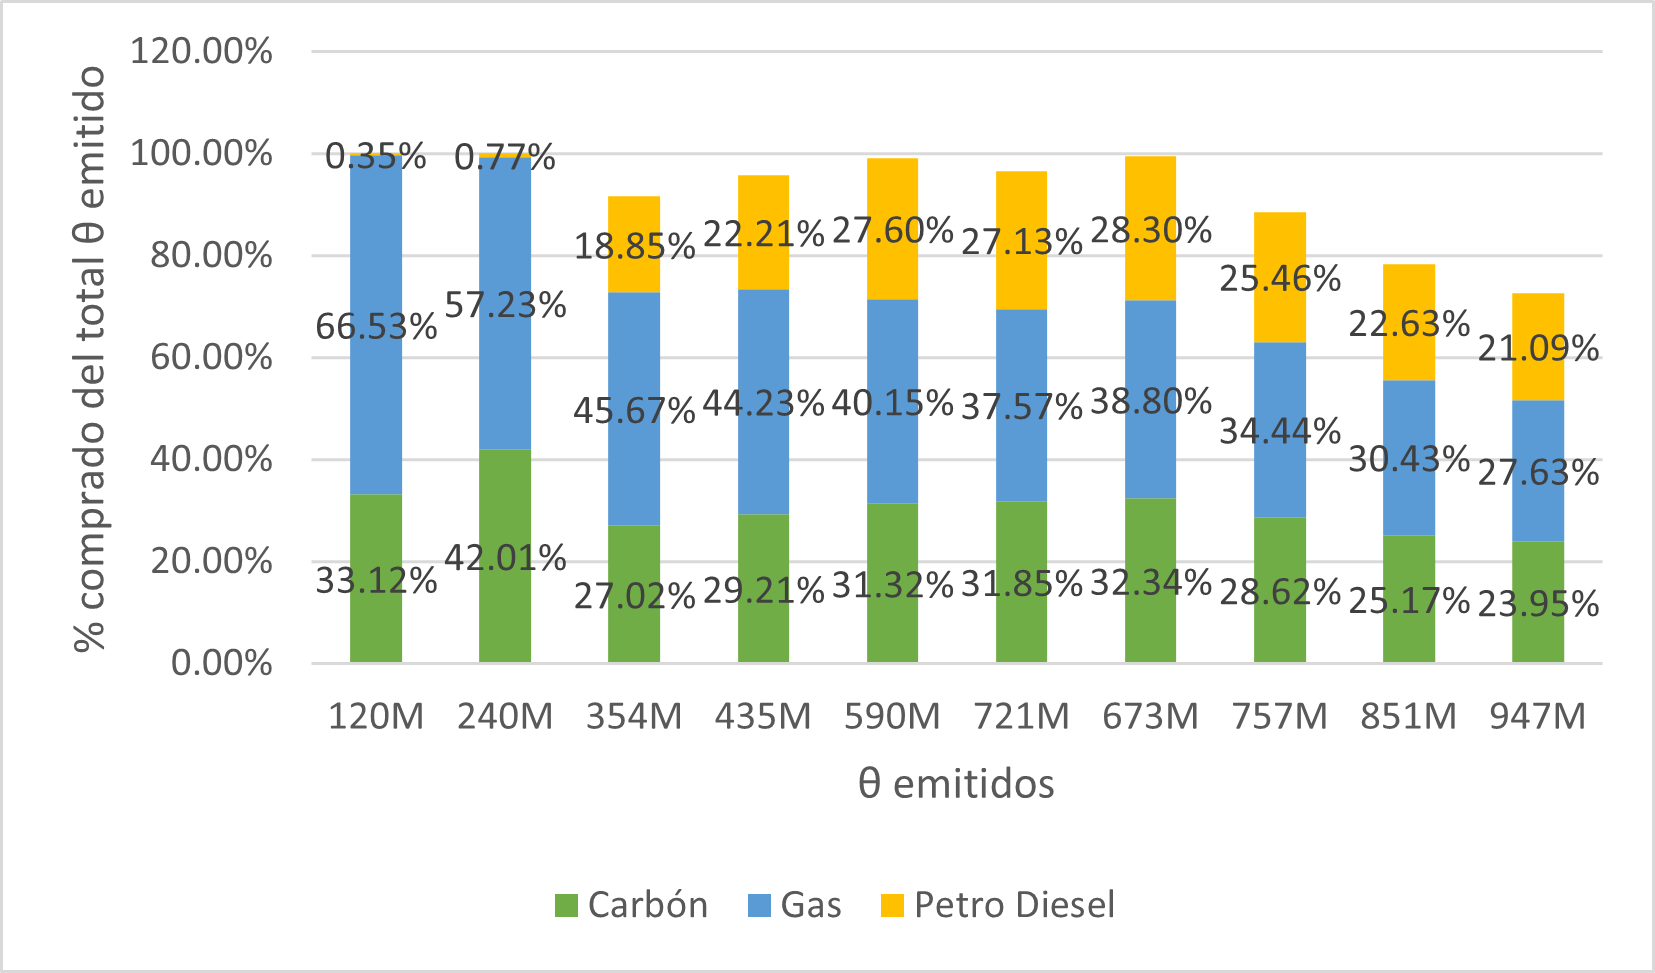 % comprado del total θ emitido
120.00%
100.00%
80.00%
60.00%
40.00%
20.00%
0.00%
0.35% 0.77% 18.85% 22.21% 27.60% 27.13% 28.30% 25.46% 22.63% 21.09%
66.53% 57.23% 45.67% 44.23% 40.15% 37.57% 38.80% 34.44% 30.43% 27.63%
33.12% 42.01% 27.02% 29.21% 31.32% 31.85% 32.34% 28.62% 25.17% 23.95%
120M 240M 354M 435M 590M 721M 673M 757M 851M 947M
θ emitidos
Carbón Gas Petro Diesel